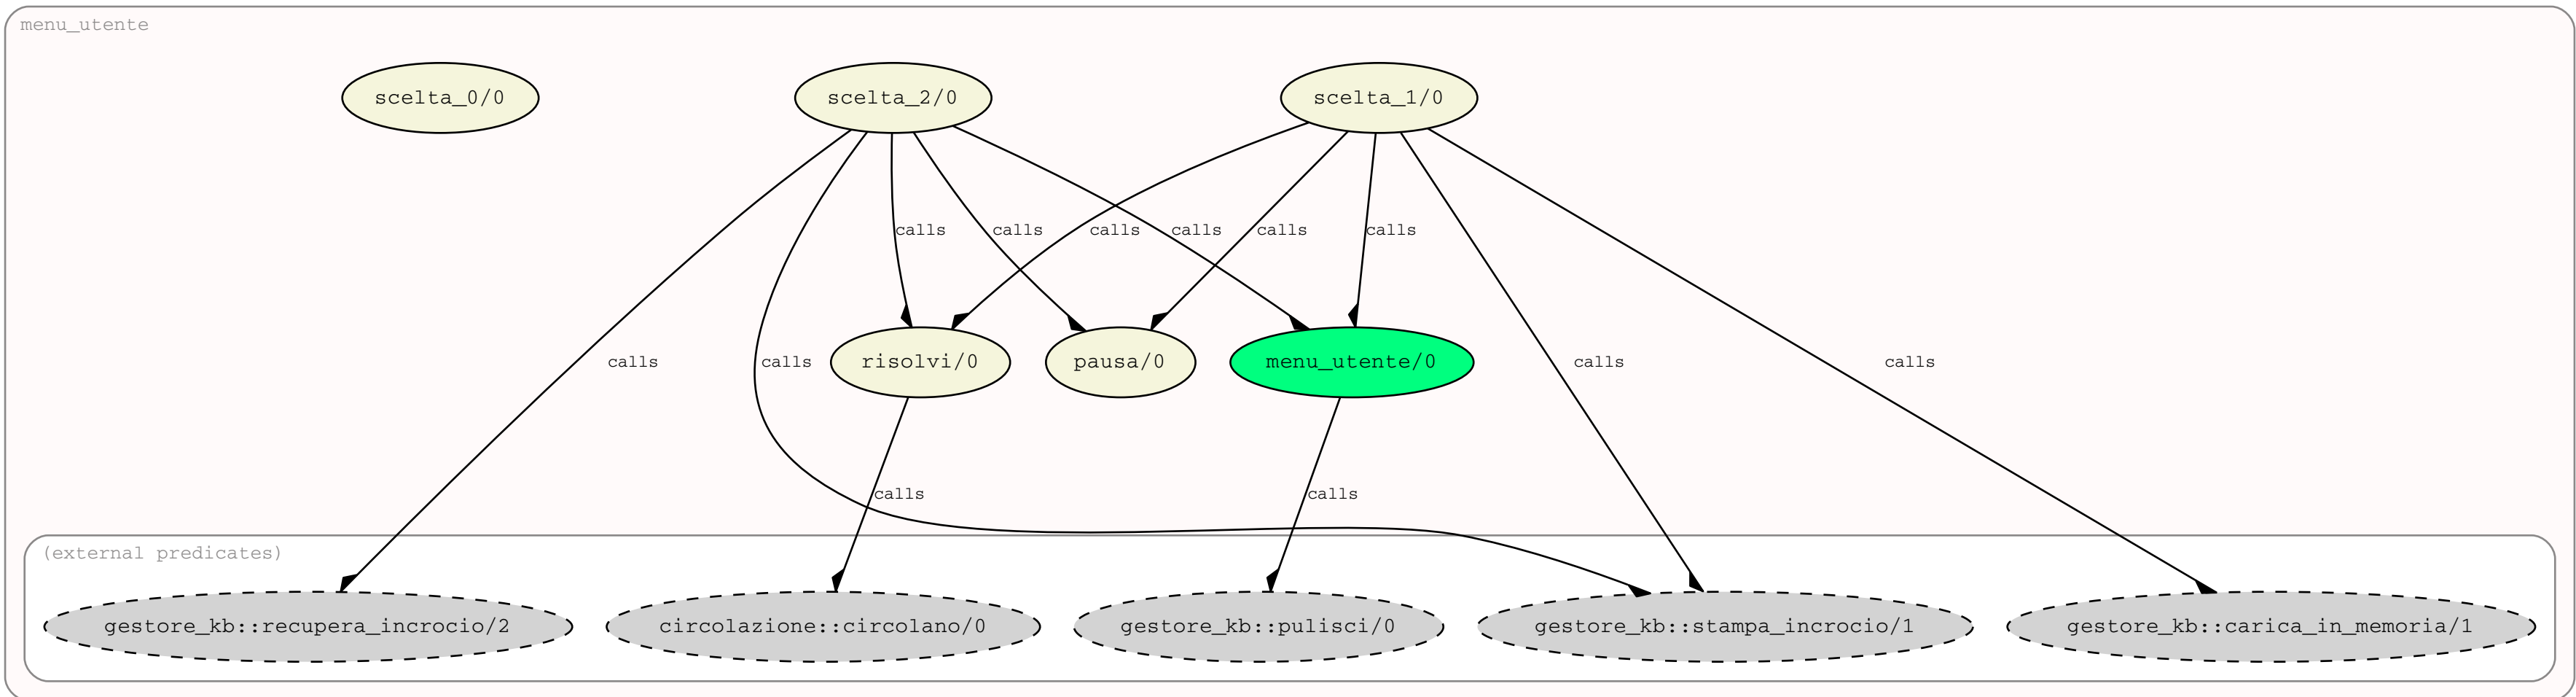 menu_utente
scelta_0/0
scelta_2/0
scelta_1/0
calls
calls
calls
calls
calls
calls
calls
calls
risolvi/0
pausa/0
menu_utente/0
calls
calls
calls
calls
(external predicates)
gestore_kb::recupera_incrocio/2
circolazione::circolano/0
gestore_kb::pulisci/0
gestore_kb::stampa_incrocio/1
gestore_kb::carica_in_memoria/1